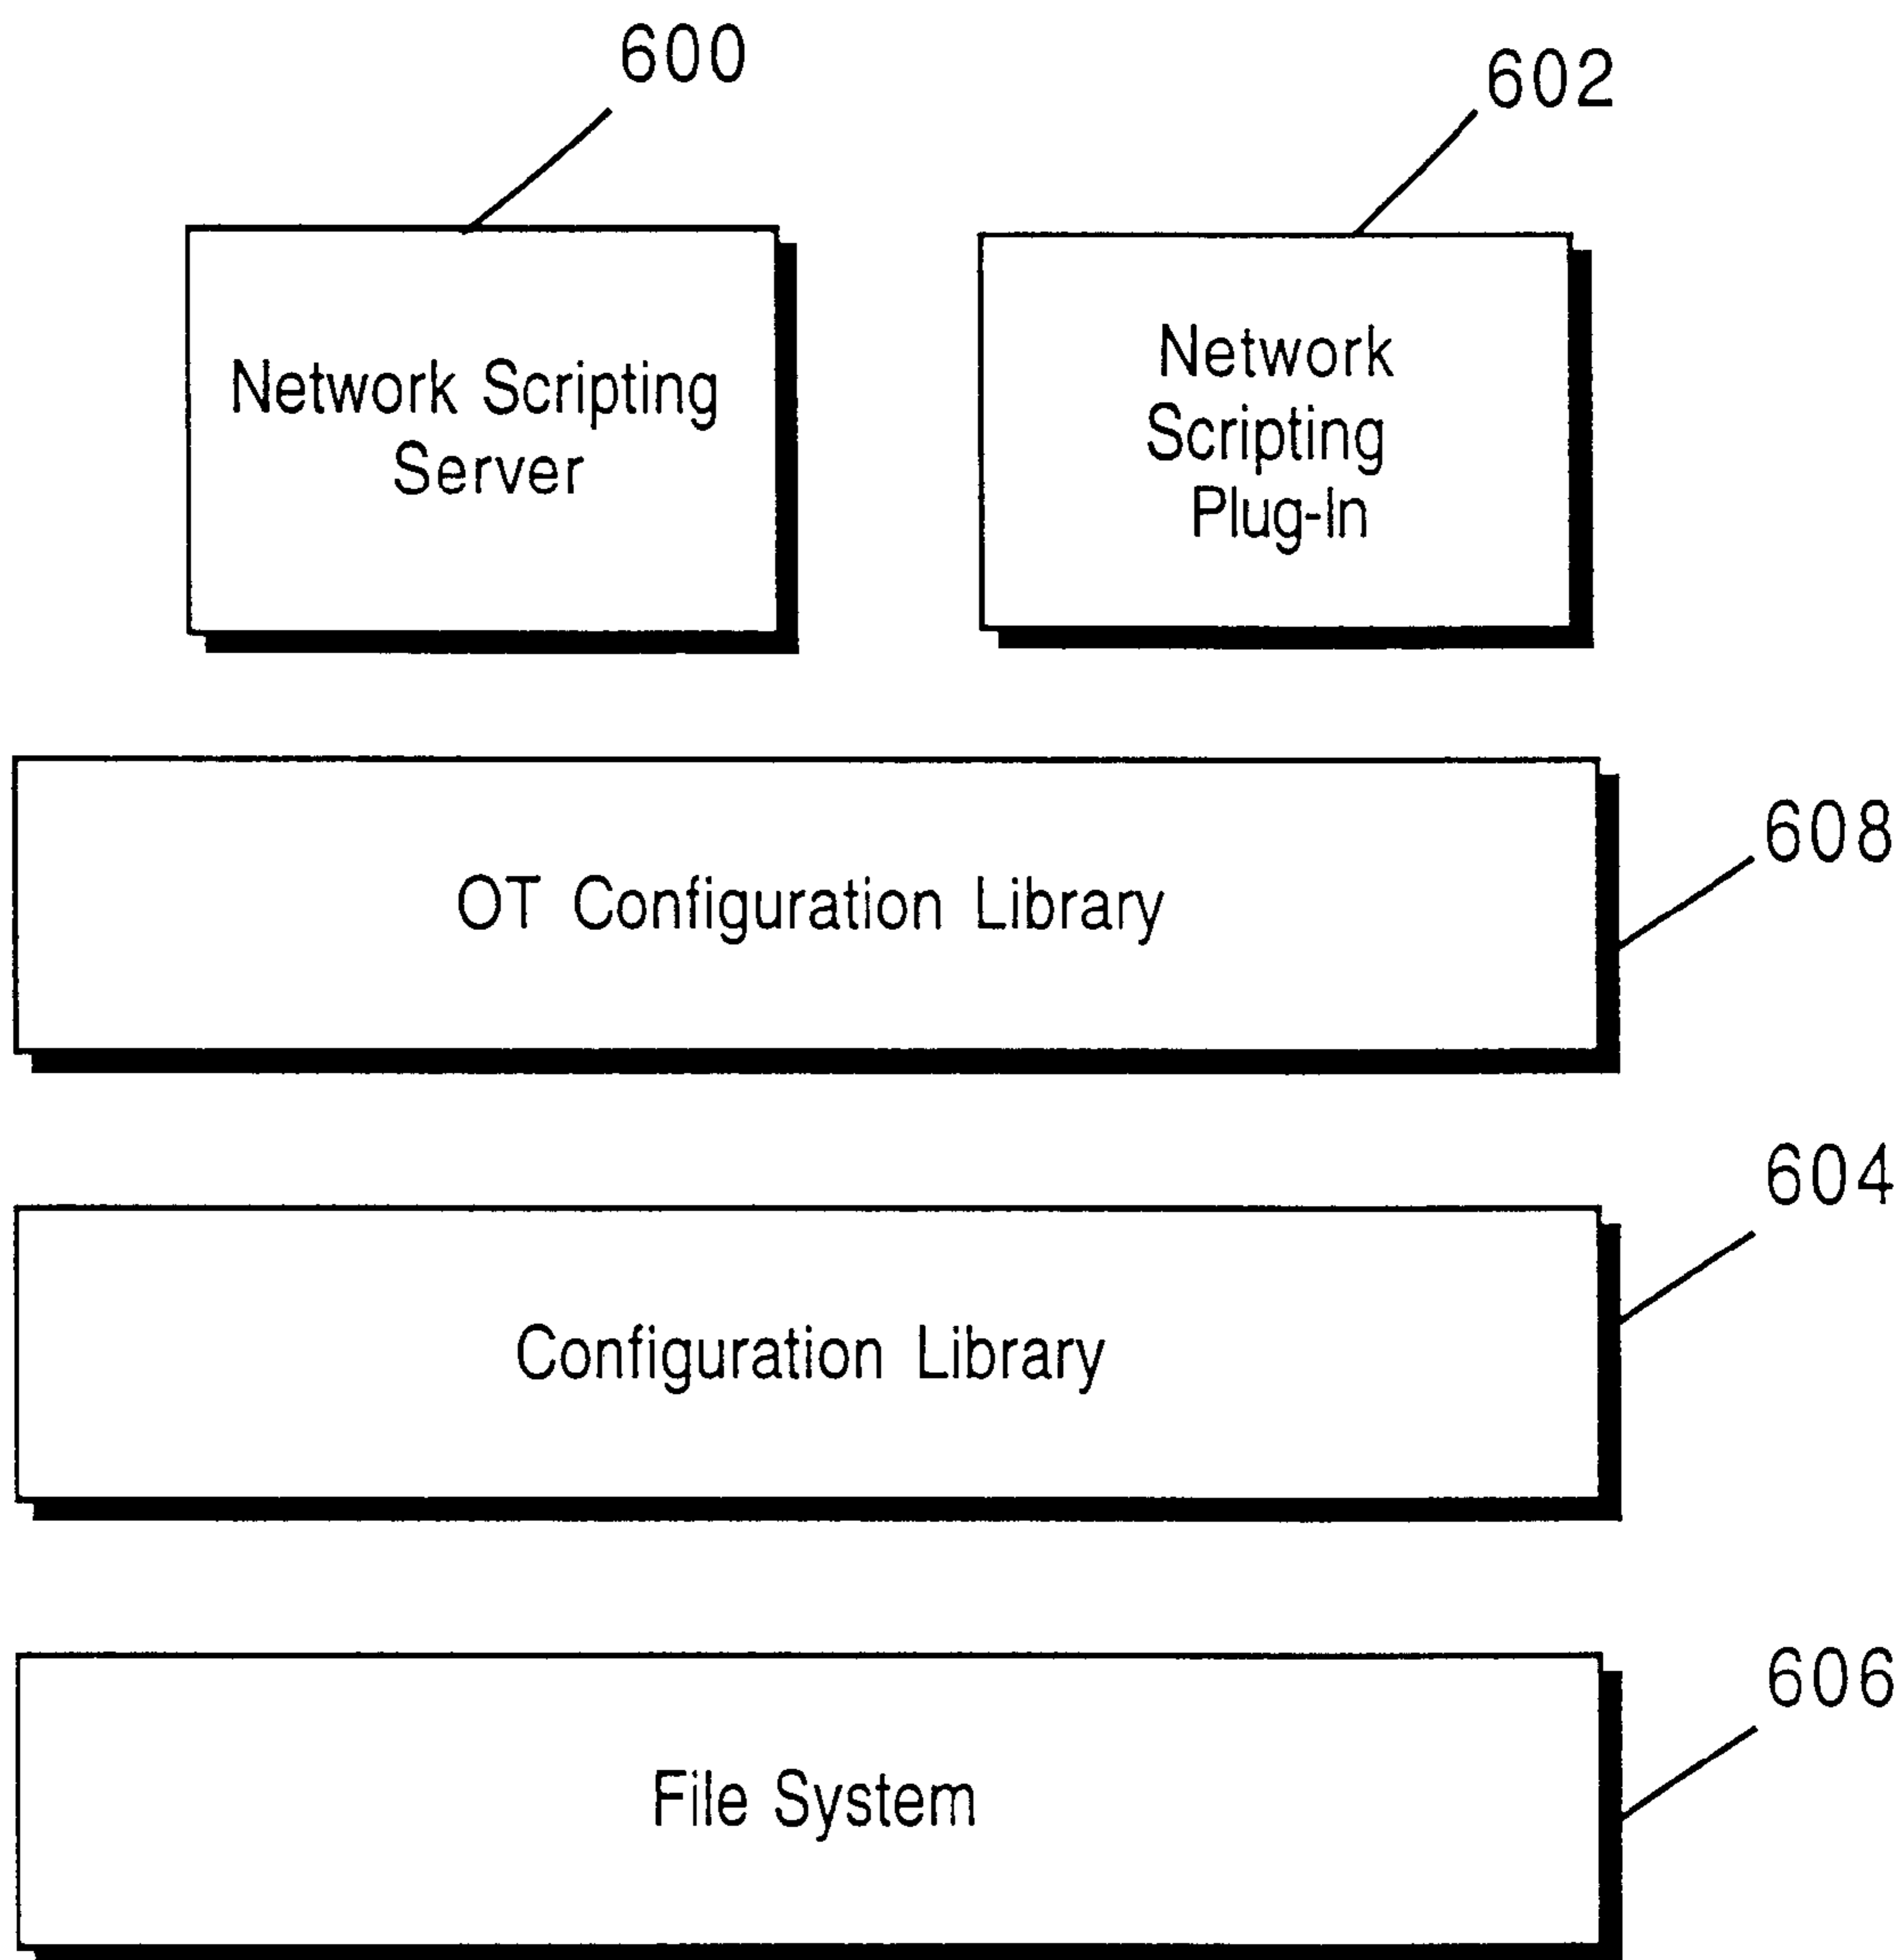 600
602
Network Scripting
Server
Network
Scripting
Plug-In
608
OT Configuration Library
604
Configuration Library
606
File System